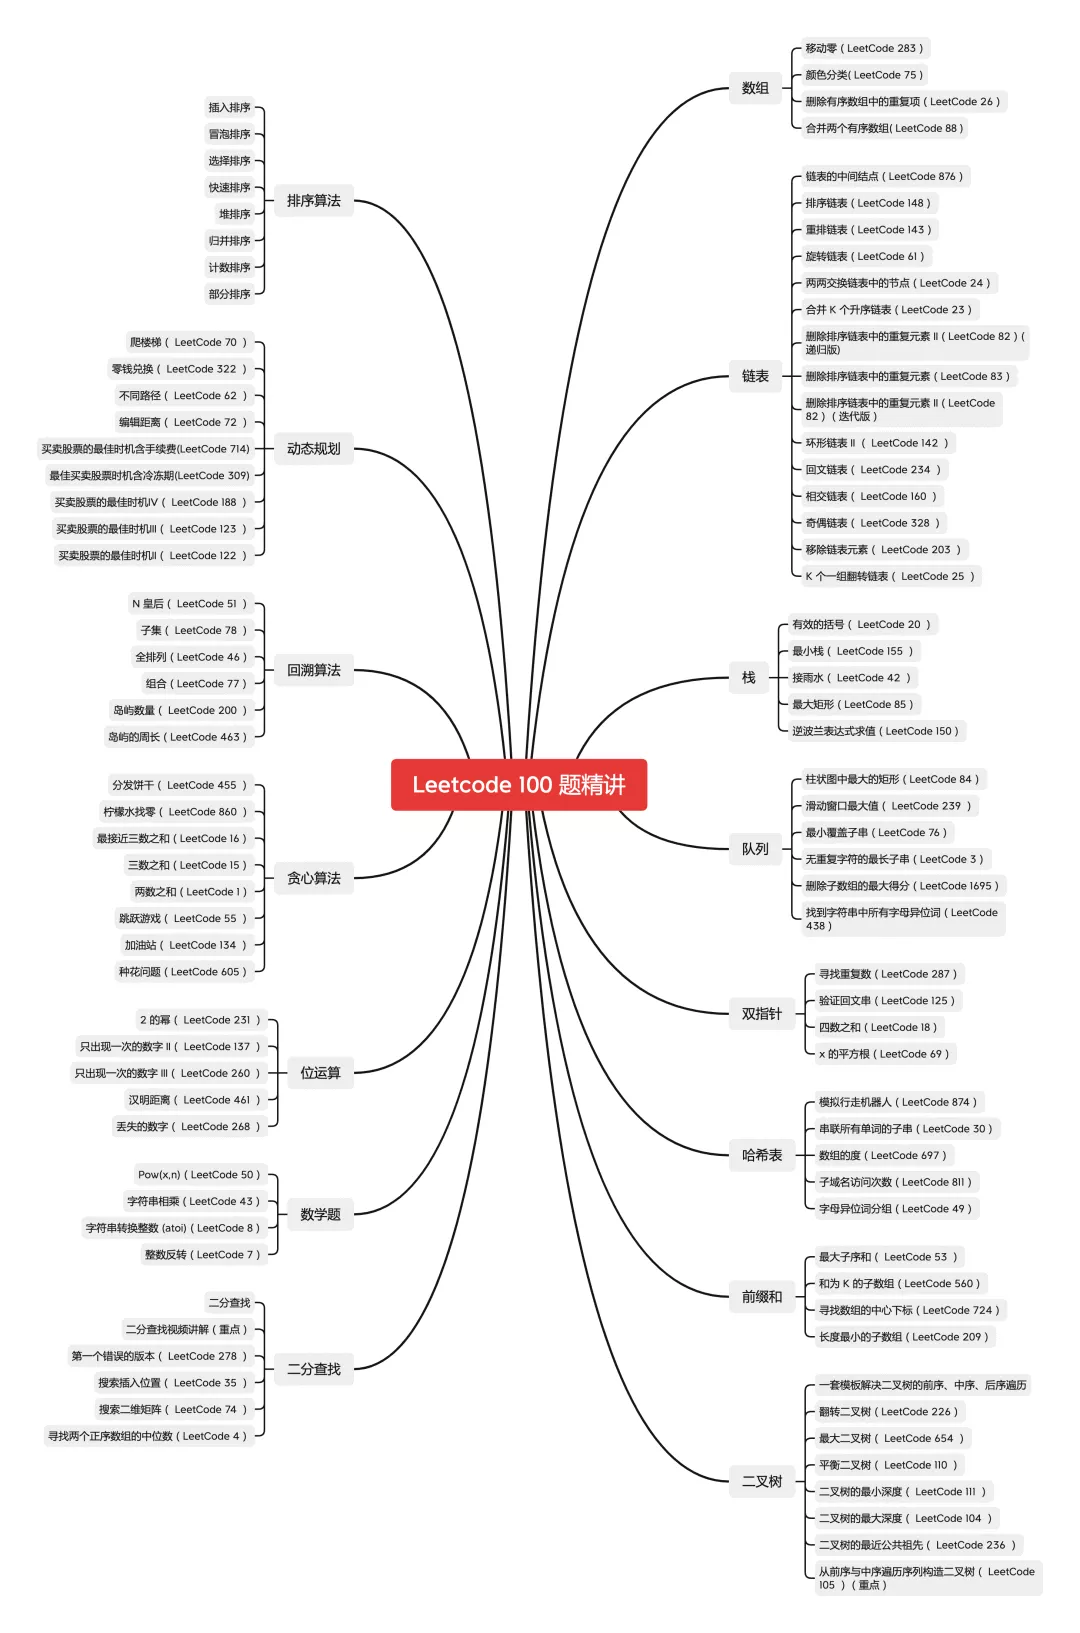 Leetcode 100 题精讲
数组
移动零（LeetCode 283）
颜色分类( LeetCode 75 )
删除有序数组中的重复项（LeetCode 26）
合并两个有序数组( LeetCode 88 )
链表
链表的中间结点（LeetCode 876）
排序链表（LeetCode 148）
重排链表（LeetCode 143）
旋转链表（LeetCode 61）
两两交换链表中的节点（LeetCode 24）
合并 K 个升序链表（LeetCode 23）
删除排序链表中的重复元素 II（LeetCode 82）(
递归版)
删除排序链表中的重复元素（LeetCode 83）
删除排序链表中的重复元素 II（LeetCode
82）（迭代版）
环形链表 II （ LeetCode 142 ）
回文链表（ LeetCode 234 ）
相交链表（ LeetCode 160 ）
奇偶链表（ LeetCode 328 ）
移除链表元素（ LeetCode 203 ）
K 个一组翻转链表（ LeetCode 25 ）
栈
有效的括号（ LeetCode 20 ）
最小栈（ LeetCode 155 ）
接雨水（ LeetCode 42 ）
最大矩形（LeetCode 85）
逆波兰表达式求值（LeetCode 150）
队列
柱状图中最大的矩形（LeetCode 84）
滑动窗口最大值（ LeetCode 239 ）
最小覆盖子串（LeetCode 76）
无重复字符的最长子串（LeetCode 3）
删除子数组的最大得分（LeetCode 1695）
找到字符串中所有字母异位词（LeetCode
438）
双指针
寻找重复数（LeetCode 287）
验证回文串（LeetCode 125）
四数之和（LeetCode 18）
x 的平方根（LeetCode 69）
哈希表
模拟行走机器人（LeetCode 874）
串联所有单词的子串（LeetCode 30）
数组的度（LeetCode 697）
子域名访问次数（LeetCode 811）
字母异位词分组（LeetCode 49）
前缀和
最大子序和（ LeetCode 53 ）
和为 K 的子数组（LeetCode 560）
寻找数组的中心下标（LeetCode 724）
长度最小的子数组（LeetCode 209）
二叉树
一套模板解决二叉树的前序、中序、后序遍历
翻转二叉树（LeetCode 226）
最大二叉树（ LeetCode 654 ）
平衡二叉树（ LeetCode 110 ）
二叉树的最小深度（ LeetCode 111 ）
二叉树的最大深度（ LeetCode 104 ）
二叉树的最近公共祖先（ LeetCode 236 ）
从前序与中序遍历序列构造二叉树（ LeetCode
105 ）（重点）
排序算法
插入排序
冒泡排序
选择排序
快速排序
堆排序
归并排序
计数排序
部分排序
动态规划
爬楼梯（ LeetCode 70 ）
零钱兑换（ LeetCode 322 ）
不同路径（ LeetCode 62 ）
编辑距离（ LeetCode 72 ）
买卖股票的最佳时机含手续费(LeetCode 714)
最佳买卖股票时机含冷冻期(LeetCode 309)
买卖股票的最佳时机IV（ LeetCode 188 ）
买卖股票的最佳时机III（ LeetCode 123 ）
买卖股票的最佳时机II（ LeetCode 122 ）
回溯算法
N 皇后（ LeetCode 51 ）
子集（ LeetCode 78 ）
全排列（LeetCode 46）
组合（LeetCode 77）
岛屿数量（ LeetCode 200 ）
岛屿的周长（LeetCode 463）
贪心算法
分发饼干（ LeetCode 455 ）
柠檬水找零（ LeetCode 860 ）
最接近三数之和（LeetCode 16）
三数之和（LeetCode 15）
两数之和（LeetCode 1）
跳跃游戏（ LeetCode 55 ）
加油站（ LeetCode 134 ）
种花问题（LeetCode 605）
位运算
2 的幂（ LeetCode 231 ）
只出现一次的数字 II（ LeetCode 137 ）
只出现一次的数字 III（ LeetCode 260 ）
汉明距离（ LeetCode 461 ）
丢失的数字（ LeetCode 268 ）
数学题
Pow(x,n)（LeetCode 50）
字符串相乘（LeetCode 43）
字符串转换整数 (atoi)（LeetCode 8）
整数反转（LeetCode 7）
二分查找
二分查找
二分查找视频讲解（重点）
第一个错误的版本（ LeetCode 278 ）
搜索插入位置（ LeetCode 35 ）
搜索二维矩阵（ LeetCode 74 ）
寻找两个正序数组的中位数（LeetCode 4）